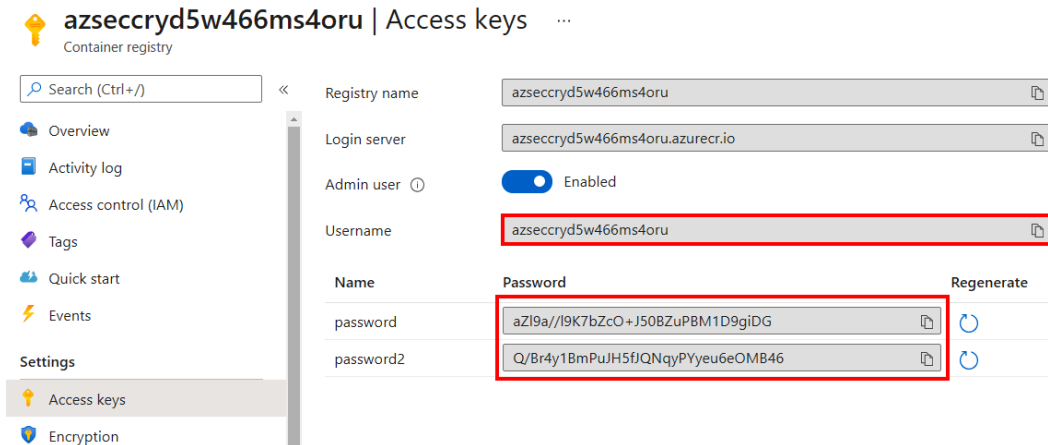 azseccryd5w466ms4oru | Access keys ...
Container registry
Search (Ctrl+/)
«
Overview
Activity log
Access control (IAM)
Tags
Quick start
Events
Settings
Access keys
Encryption
Registry name
azseccryd5w466ms4oru
Login server
azseccryd5w466ms4oru.azurecr.io
Admin user
Enabled
Username
azseccryd5w466ms4oru
Name Password Regenerate
password aZl9a//l9K7bZcO+J50BZuPBM1D9giDG
password2 Q/Br4y1BmPuJH5fJQNqyPYyeu6eOMB46